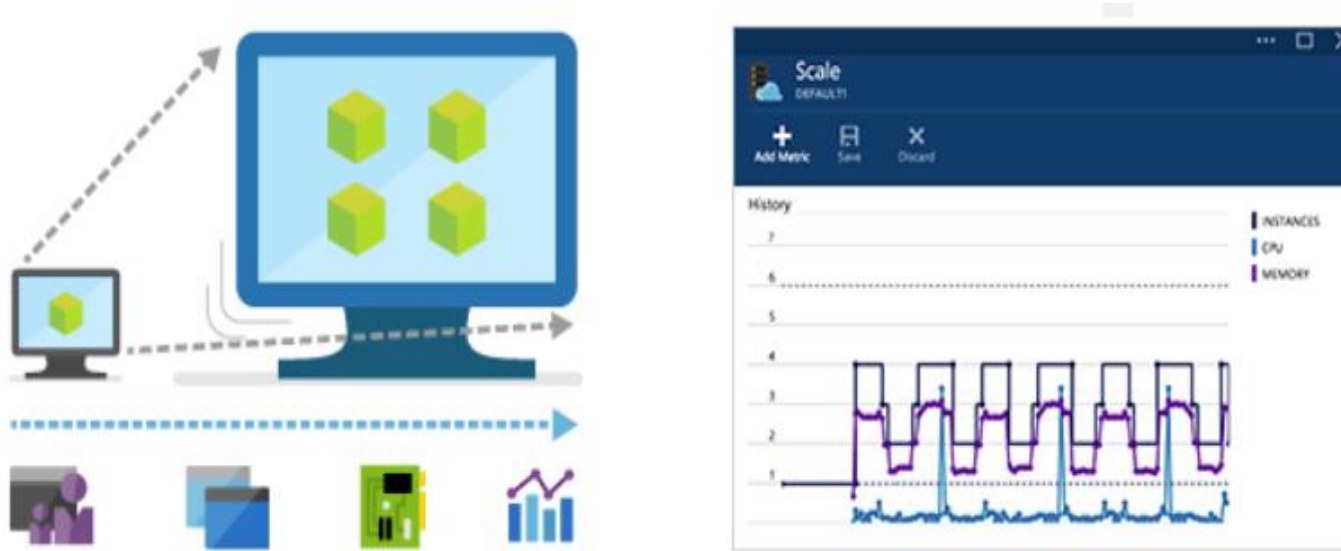 Scale
DEFAULT1
Add Metric
Save
Discard
History
INSTANCES
CPU
MEMORY
7
6
5
4
3
2
1